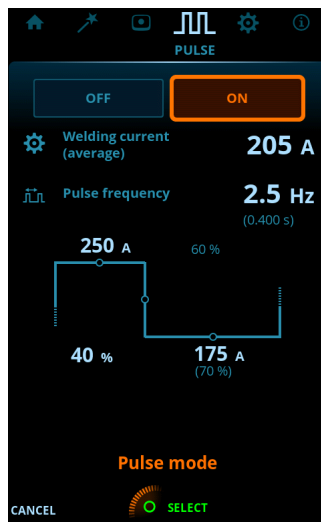 PULSE
OFF ON
Welding current
(average)
205 A
Pulse frequency
2.5 Hz
(0.400 s)
250 A 60 %
40 % 175 A
(70 %)
Pulse mode
CANCEL SELECT